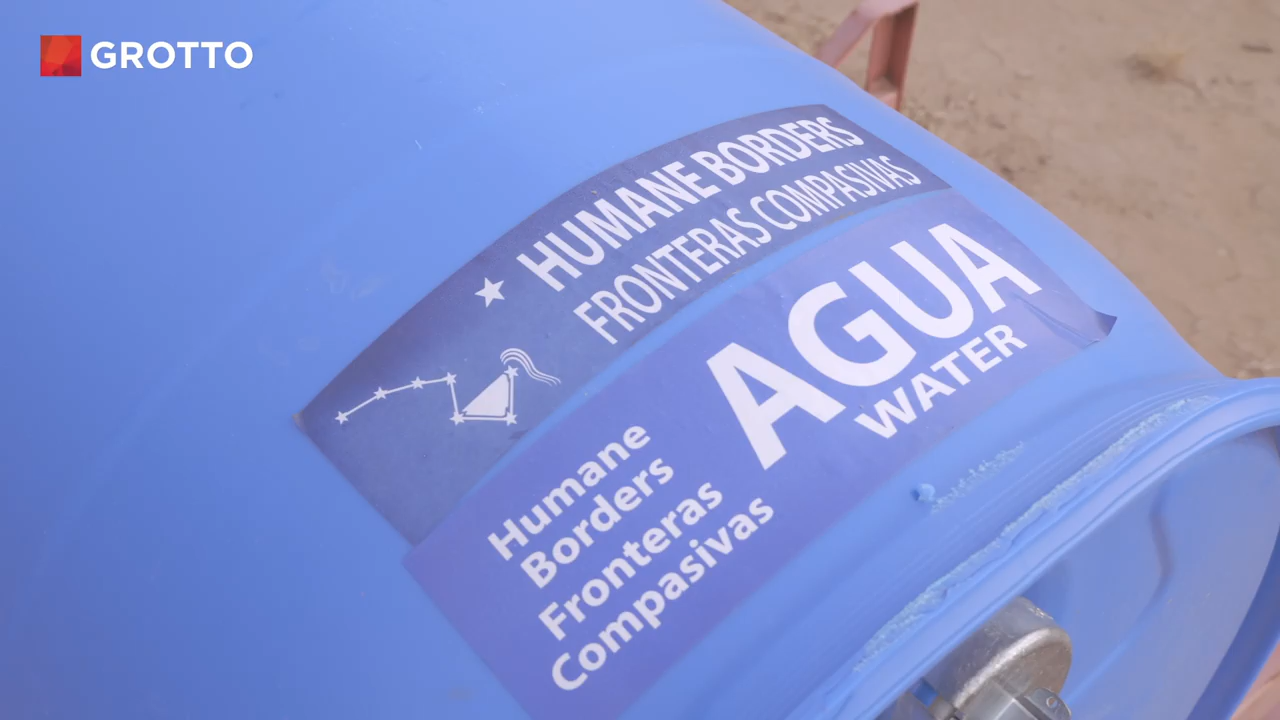 GROTTO
HUMANE BORDERS
FRONTERAS COMPASIVAS
AGUA
WATER
Humane
Borders
Fronteras
Compasivas